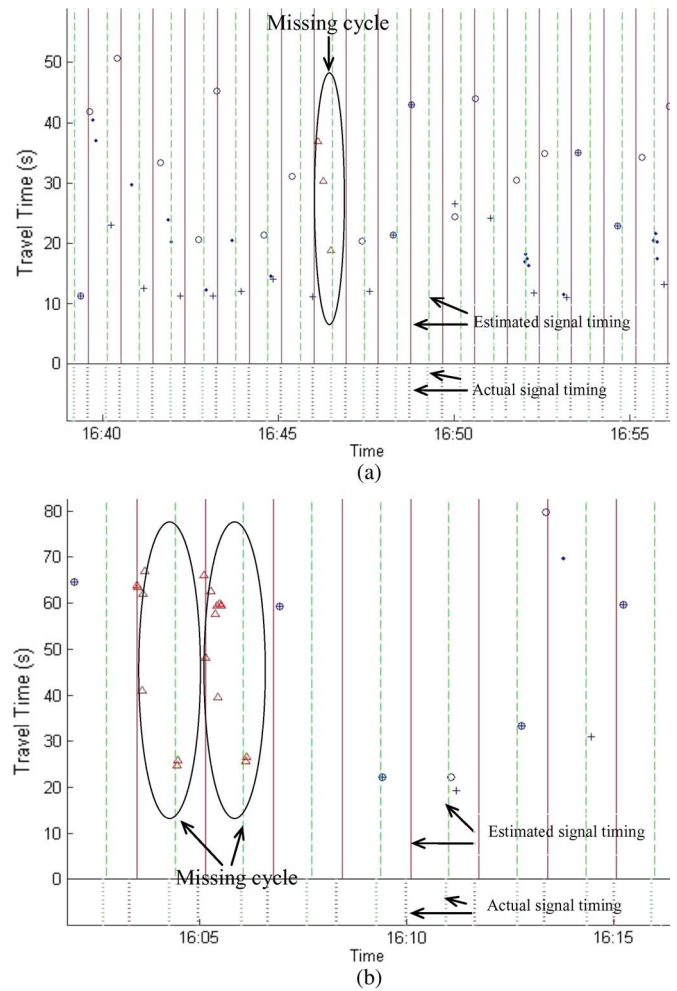 Missing cycle
50
40
30
20
10
0
Travel Time (s)
Estimated signal timing
Actual signal timing
16:40 16:45 16:50 16:55
Time
(a)
80
70
60
50
40
30
20
10
0
Travel Time (s)
Estimated signal timing
Missing cycle
Actual signal timing
16:05 16:10 16:15
Time
(b)